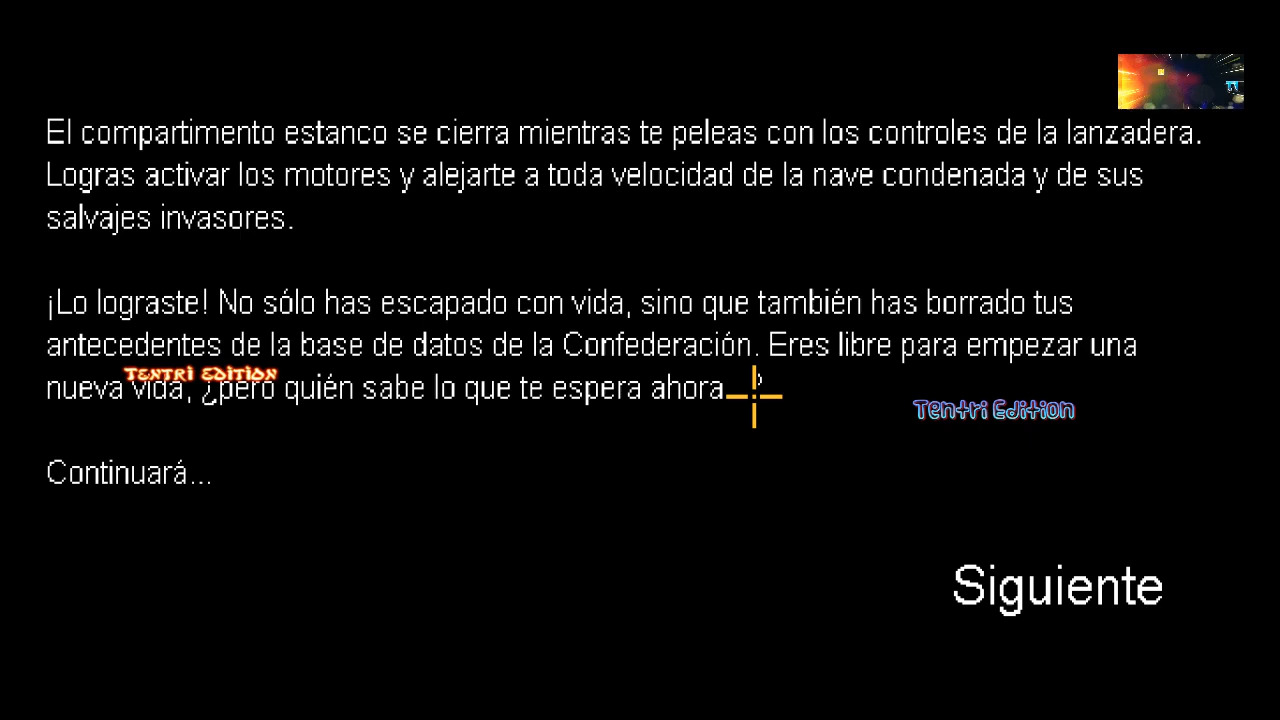 El compartimento estanco se cierra mientras te peleas con los controles de la lanzadera.
Logras activar los motores y alejarte a toda velocidad de la nave condenada y de sus
salvajes invasores.
¡Lo lograste! No sólo has escapado con vida, sino que también has borrado tus
antecedentes de la base de datos de la Confederación. Eres libre para empezar una
Tentri Edition
nueva vida, ¿pero quién sabe lo que te espera ahora
Tentri Edition
Continuará...
Siguiente